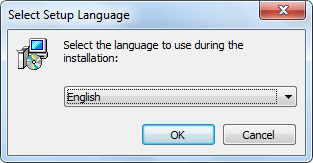 Select Setup Language
Select the language to use during the
installation:
English
OK
Cancel